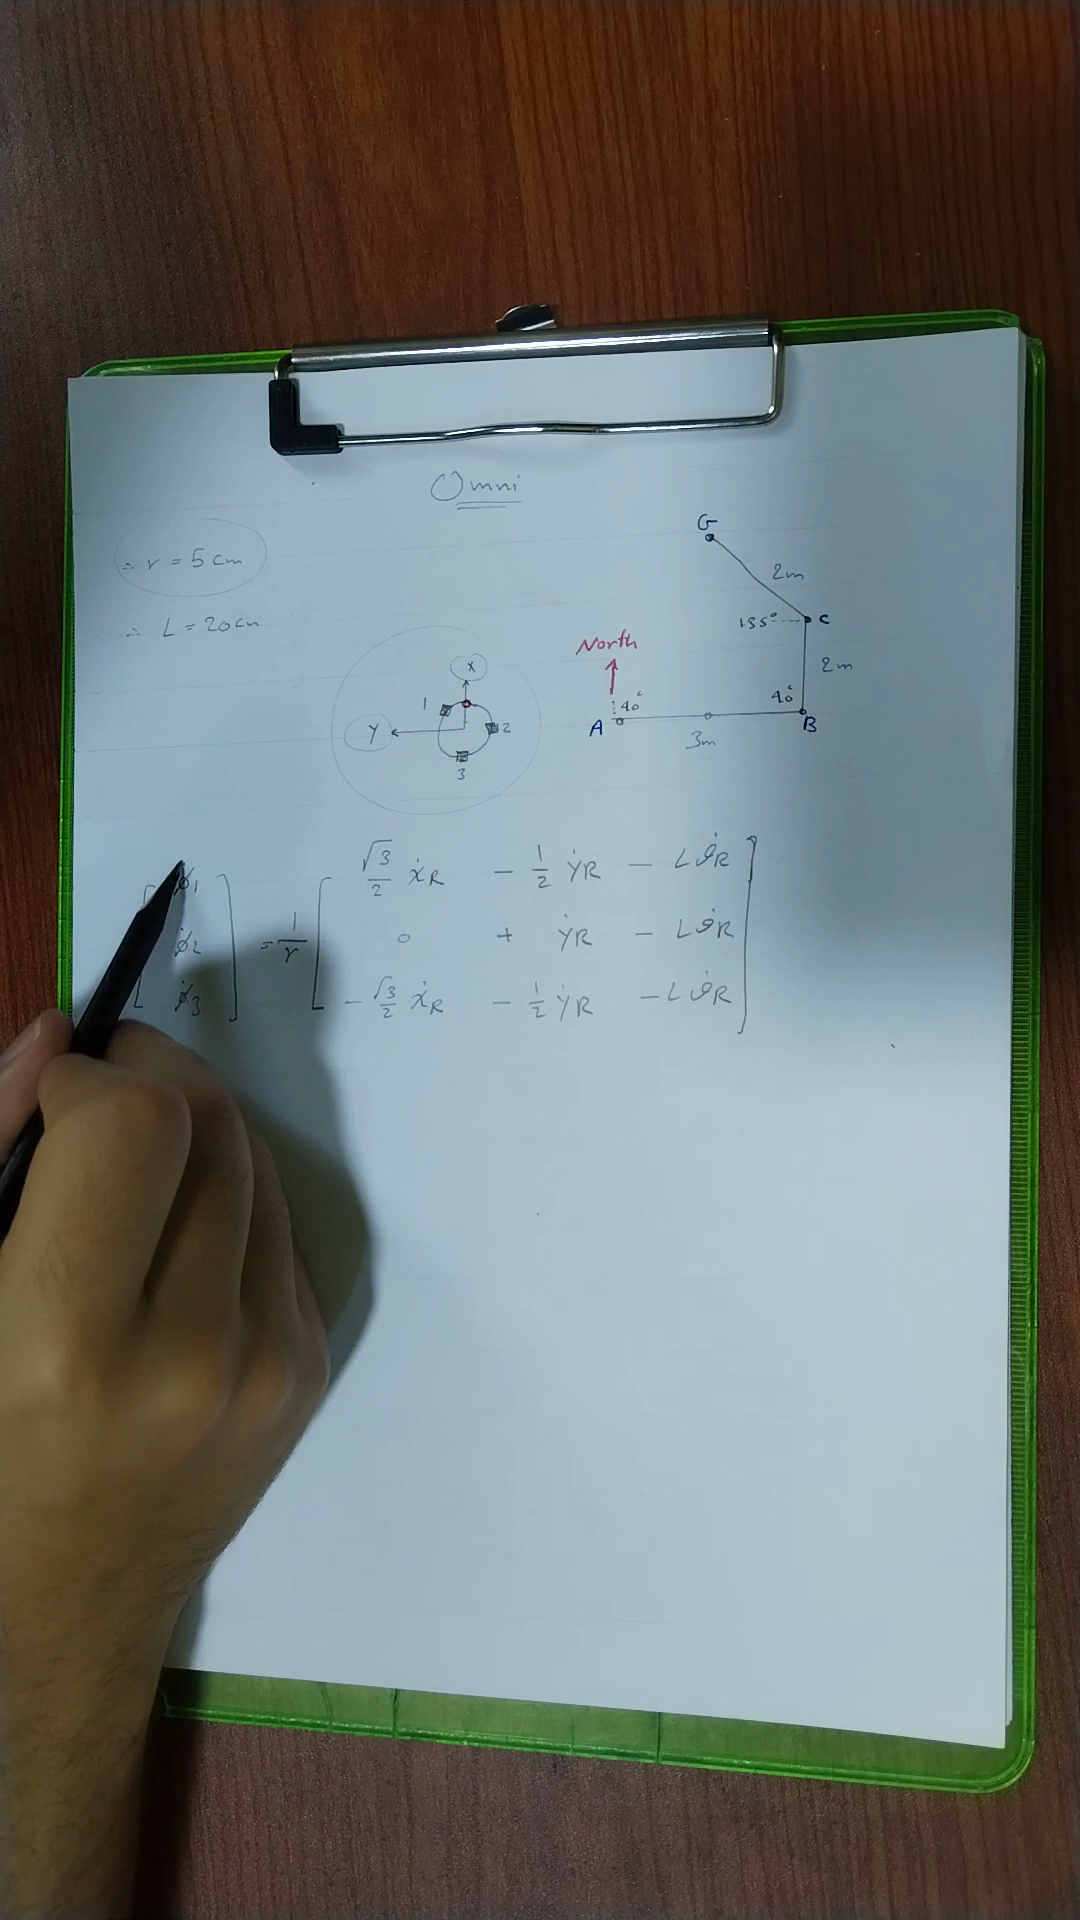 Omni
∴ r = 5 cm
∴ L = 20 cm
X
Y
1
2
3
North
G
2m
135°
C
2m
40°
40°
A
B
3m
[ φ̇1 ] = 1/r [ √3/2 ẋR - 1/2 ẏR - Lθ̇R ]
[ φ̇2 ] [ 0 + ẏR - Lθ̇R ]
[ φ̇3 ] [ - √3/2 ẋR - 1/2 ẏR - Lθ̇R ]